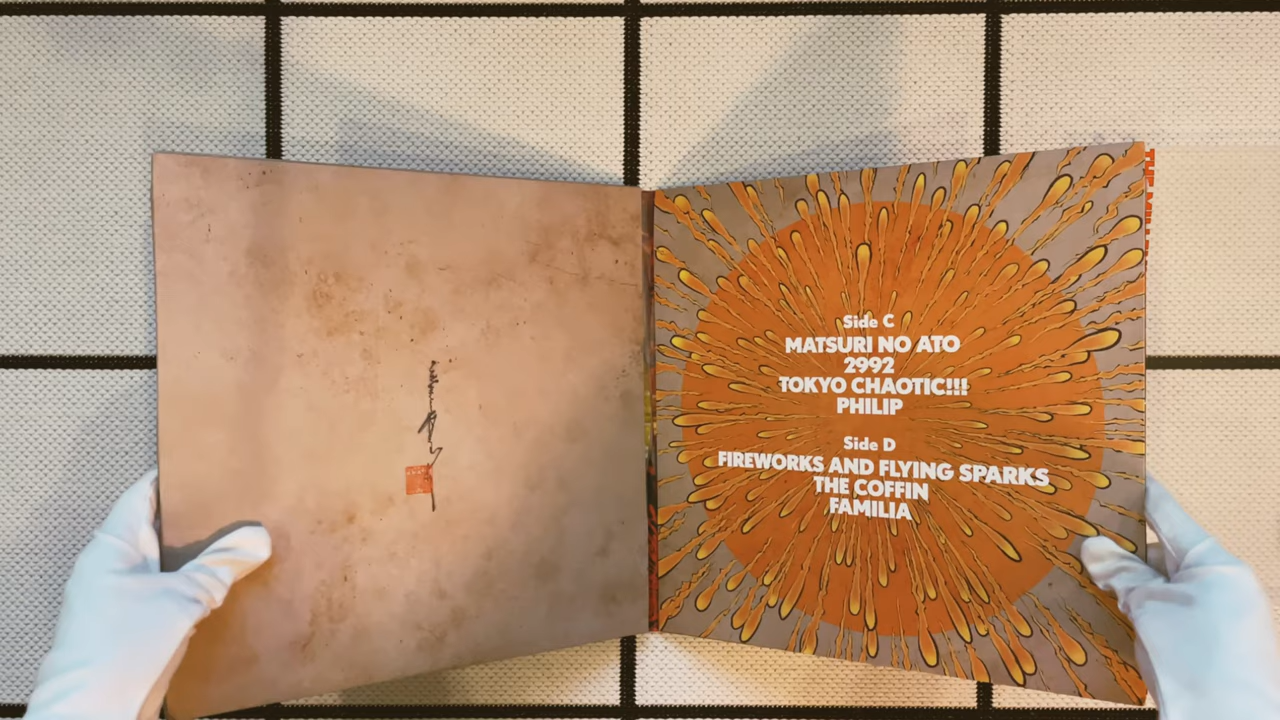 Side C
MATSURI NO ATO
2992
TOKYO CHAOTIC!!!
PHILIP
Side D
FIREWORKS AND FLYING SPARKS
THE COFFIN
FAMILIA